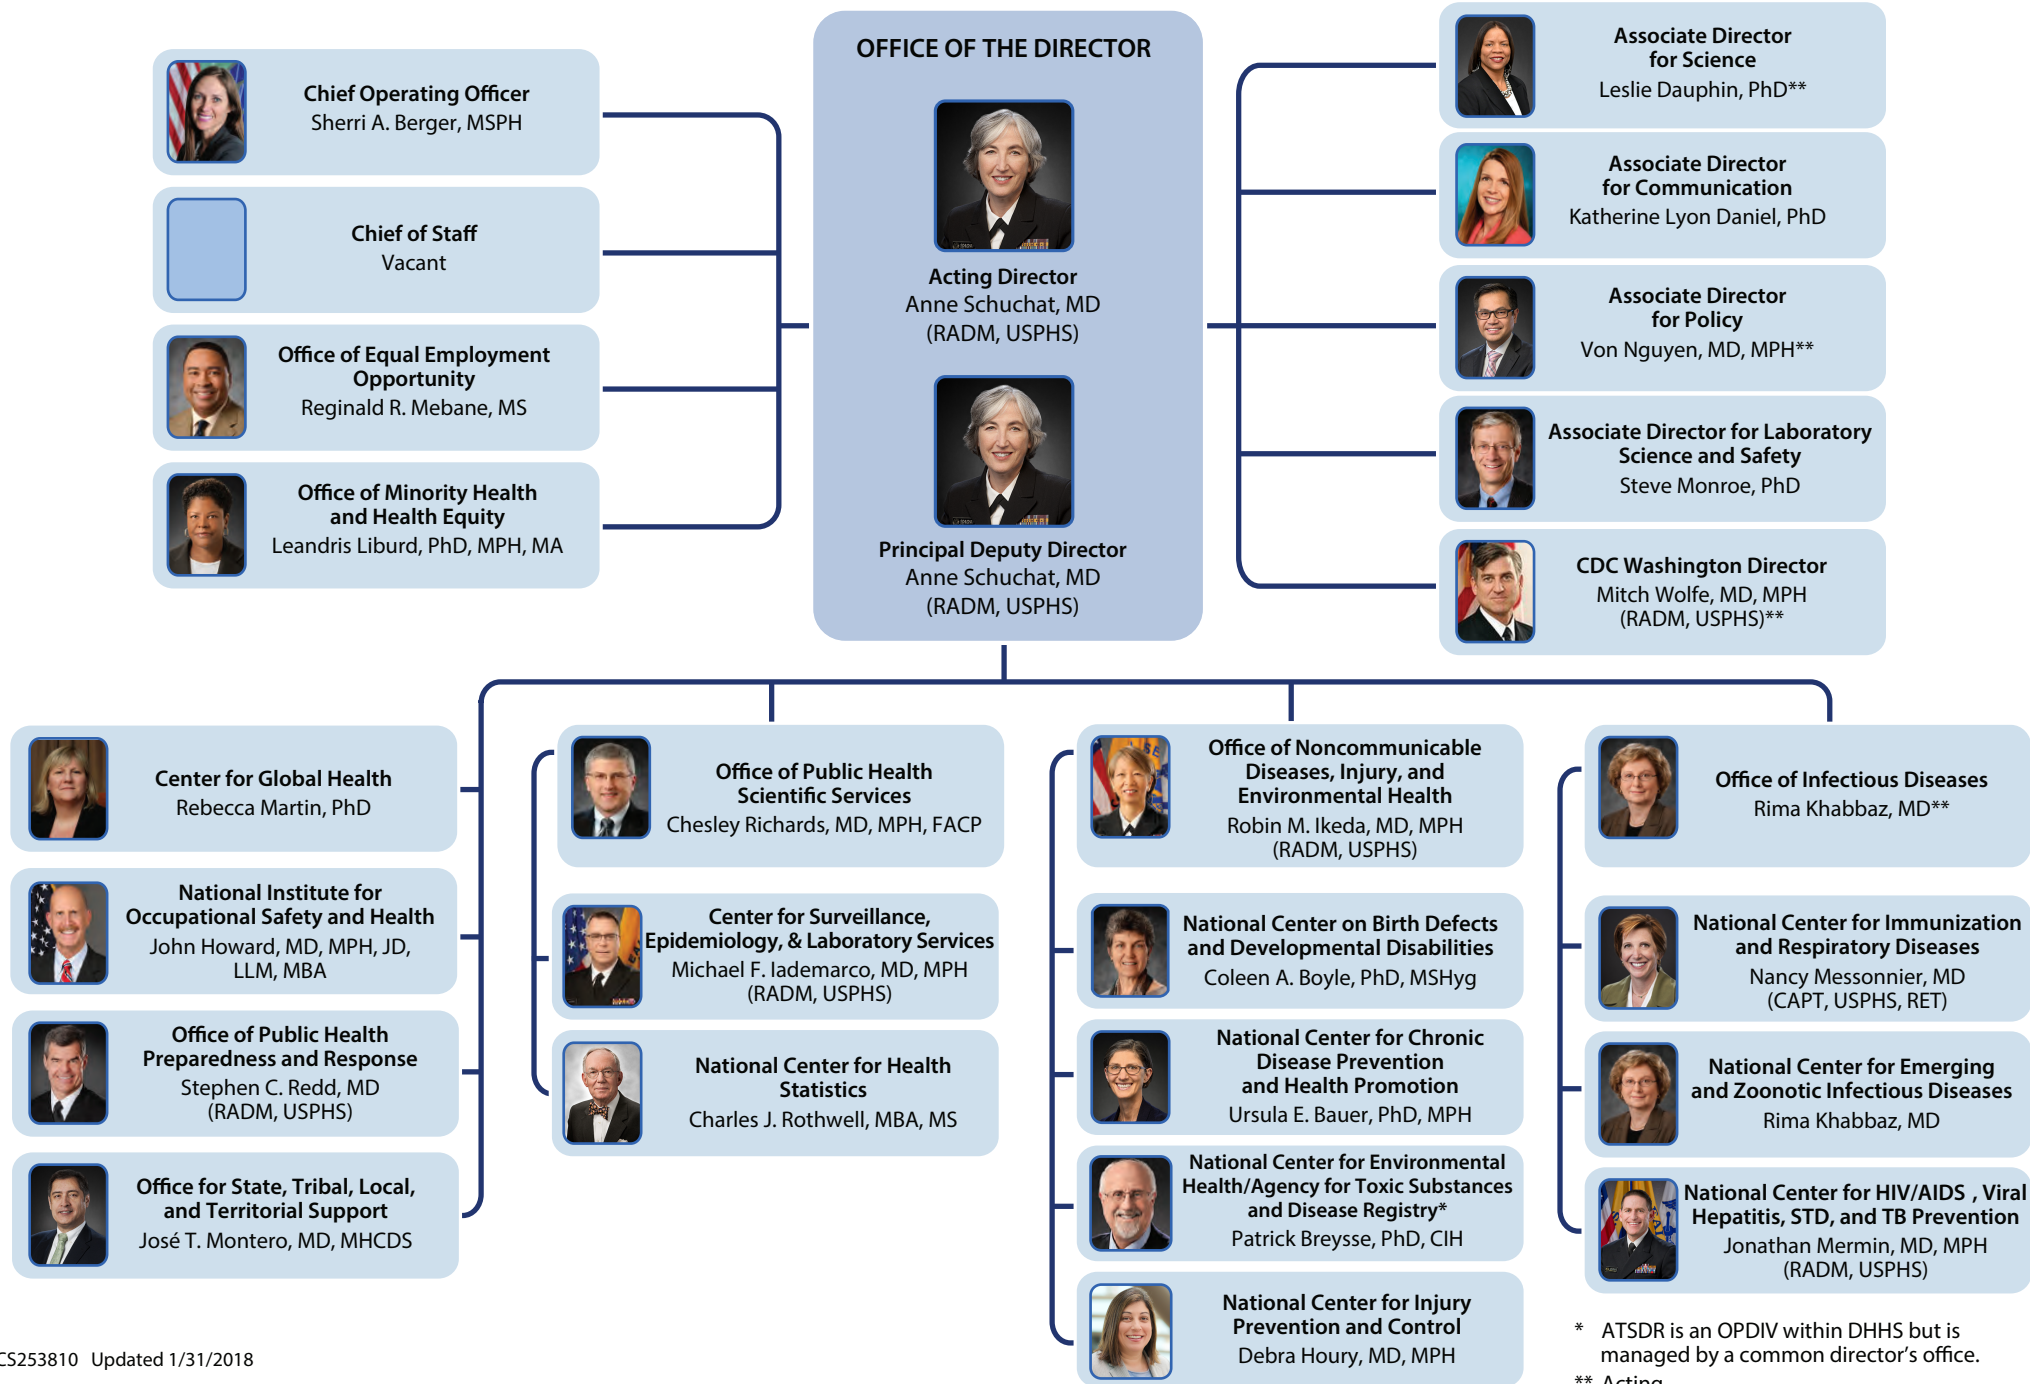 OFFICE OF THE DIRECTOR
Acting Director
Anne Schuchat, MD
(RADM, USPHS)
Principal Deputy Director
Anne Schuchat, MD
(RADM, USPHS)
Chief Operating Officer
Sherri A. Berger, MSPH
Chief of Staff
Vacant
Office of Equal Employment
Opportunity
Reginald R. Mebane, MS
Office of Minority Health
and Health Equity
Leandris Liburd, PhD, MPH, MA
Associate Director
for Science
Leslie Dauphin, PhD**
Associate Director
for Communication
Katherine Lyon Daniel, PhD
Associate Director
for Policy
Von Nguyen, MD, MPH**
Associate Director for Laboratory
Science and Safety
Steve Monroe, PhD
CDC Washington Director
Mitch Wolfe, MD, MPH
(RADM, USPHS)**
Center for Global Health
Rebecca Martin, PhD
National Institute for
Occupational Safety and Health
John Howard, MD, MPH, JD,
LLM, MBA
Office of Public Health
Preparedness and Response
Stephen C. Redd, MD
(RADM, USPHS)
Office for State, Tribal, Local,
and Territorial Support
José T. Montero, MD, MHCDS
Office of Public Health
Scientific Services
Chesley Richards, MD, MPH, FACP
Center for Surveillance,
Epidemiology, & Laboratory Services
Michael F. Iademarco, MD, MPH
(RADM, USPHS)
National Center for Health
Statistics
Charles J. Rothwell, MBA, MS
Office of Noncommunicable
Diseases, Injury, and
Environmental Health
Robin M. Ikeda, MD, MPH
(RADM, USPHS)
National Center on Birth Defects
and Developmental Disabilities
Coleen A. Boyle, PhD, MSHyg
National Center for Chronic
Disease Prevention
and Health Promotion
Ursula E. Bauer, PhD, MPH
National Center for Environmental
Health/Agency for Toxic Substances
and Disease Registry*
Patrick Breysse, PhD, CIH
National Center for Injury
Prevention and Control
Debra Houry, MD, MPH
Office of Infectious Diseases
Rima Khabbaz, MD**
National Center for Immunization
and Respiratory Diseases
Nancy Messonnier, MD
(CAPT, USPHS, RET)
National Center for Emerging
and Zoonotic Infectious Diseases
Rima Khabbaz, MD
National Center for HIV/AIDS , Viral
Hepatitis, STD, and TB Prevention
Jonathan Mermin, MD, MPH
(RADM, USPHS)
CS253810 Updated 1/31/2018
* ATSDR is an OPDIV within DHHS but is
managed by a common director's office.
** Acting